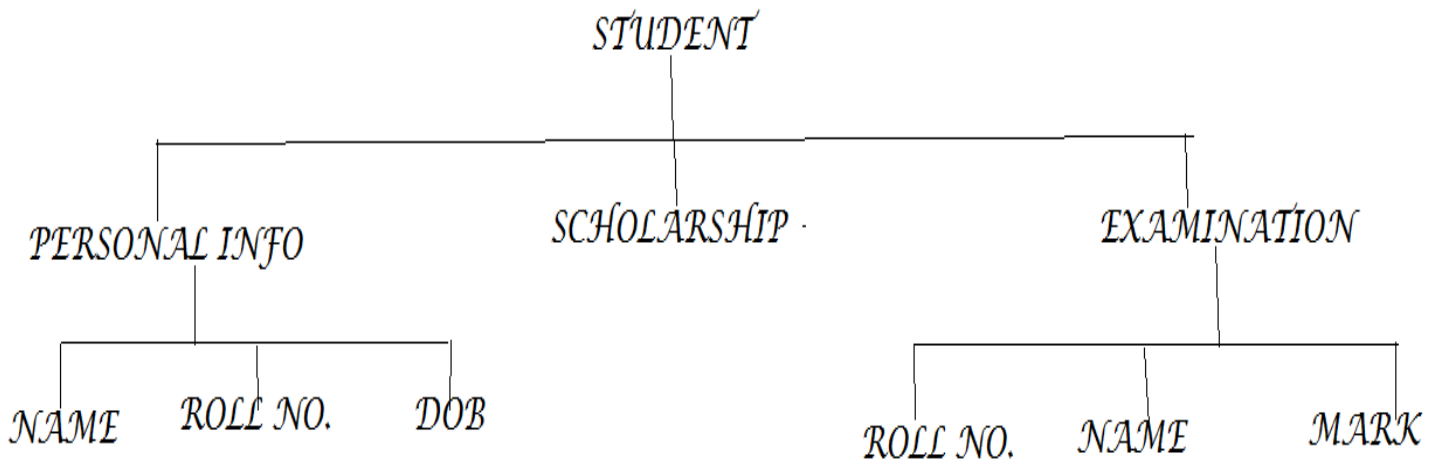 STUDENT
PERSONAL INFO SCHOLARSHIP EXAMINATION
NAME ROLL NO. DOB ROLL NO. NAME MARK